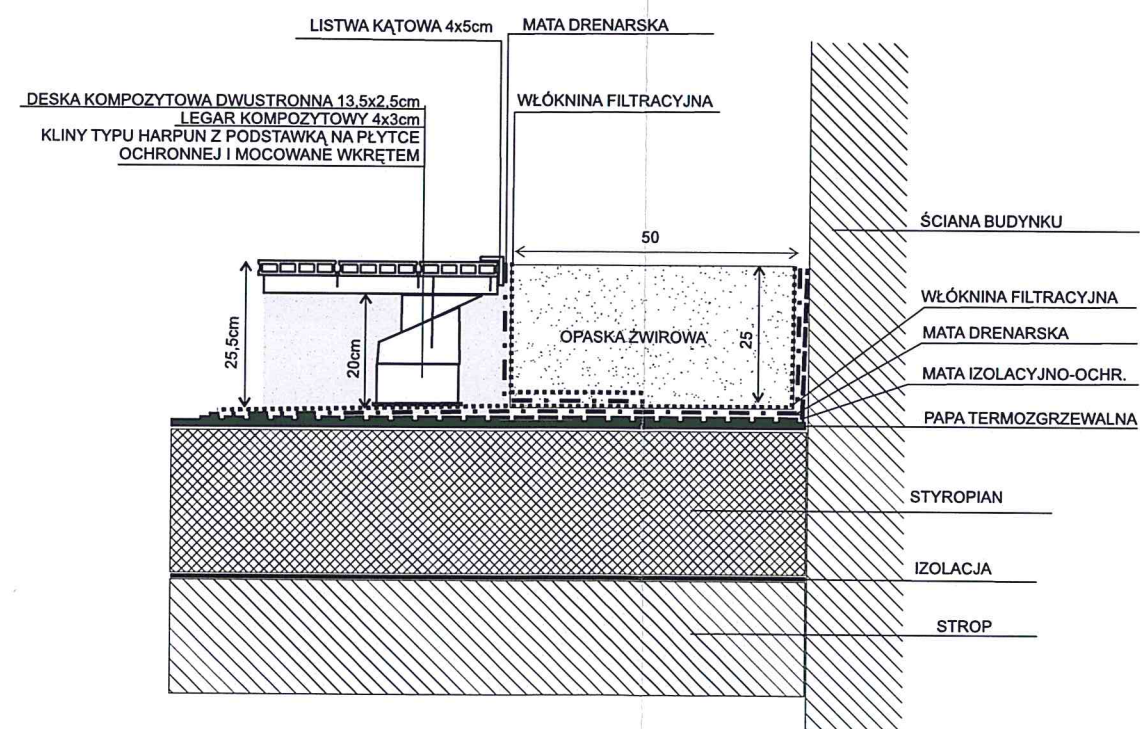 LISTWA KĄTOWA 4x5cm
MATA DRENARSKA
DESKA KOMPOZYTOWA DWUSTRONNA 13,5x2,5cm
LEGAR KOMPOZYTOWY 4x3cm
KLINY TYPU HARPUN Z PODSTAWKĄ NA PŁYTCE
OCHRONNEJ I MOCOWANE WKRĘTEM
WŁÓKNINA FILTRACYJNA
ŚCIANA BUDYNKU
50
25,5cm
20cm
OPASKA ŻWIROWA
25
WŁÓKNINA FILTRACYJNA
MATA DRENARSKA
MATA IZOLACYJNO-OCHR.
PAPA TERMOZGRZEWALNA
STYROPIAN
IZOLACJA
STROP